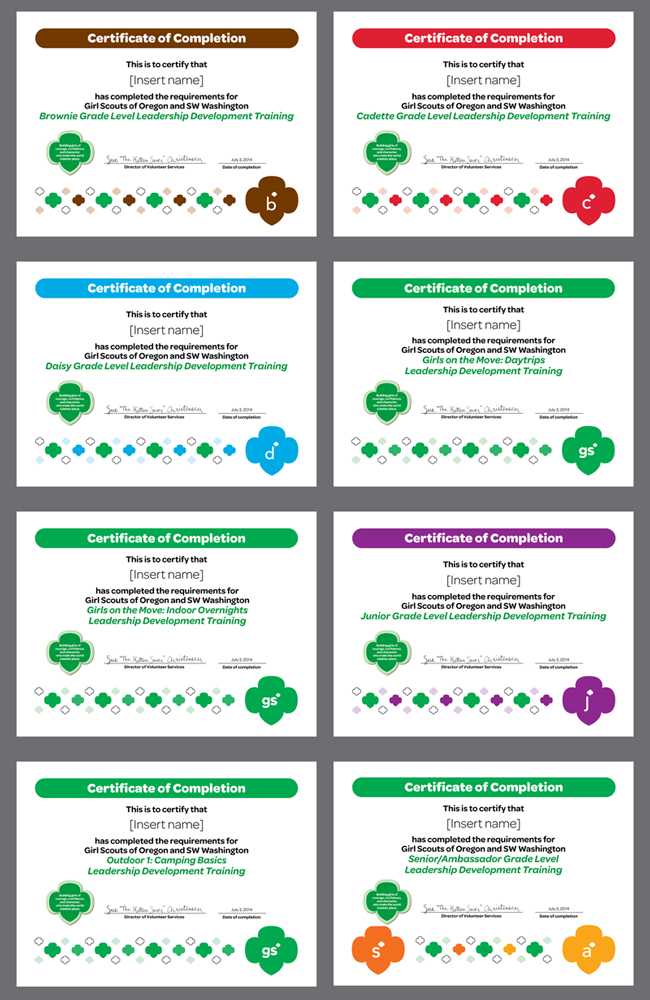 Certificate of Completion
This is to certify that
[Insert name]
has completed the requirements for
Girl Scouts of Oregon and SW Washington
Brownie Grade Level Leadership Development Training
Building girls of
courage, confidence,
and character,
who make the world
a better place.
Sue "The Christensen
July 3, 2014
Director of Volunteer Services
Date of completion
b
Certificate of Completion
This is to certify that
[Insert name]
has completed the requirements for
Girl Scouts of Oregon and SW Washington
Cadette Grade Level Leadership Development Training
Building girls of
courage, confidence,
and character,
who make the world
a better place.
Sue "The Christensen
July 3, 2014
Director of Volunteer Services
Date of completion
c
Certificate of Completion
This is to certify that
[Insert name]
has completed the requirements for
Girl Scouts of Oregon and SW Washington
Daisy Grade Level Leadership Development Training
Building girls of
courage, confidence,
and character,
who make the world
a better place.
Sue "The Christensen
July 3, 2014
Director of Volunteer Services
Date of completion
d
Certificate of Completion
This is to certify that
[Insert name]
has completed the requirements for
Girl Scouts of Oregon and SW Washington
Girls on the Move: Daytrips
Leadership Development Training
Building girls of
courage, confidence,
and character,
who make the world
a better place.
Sue "The Christensen
July 3, 2014
Director of Volunteer Services
Date of completion
gs
Certificate of Completion
This is to certify that
[Insert name]
has completed the requirements for
Girl Scouts of Oregon and SW Washington
Girls on the Move: Indoor Overnights
Leadership Development Training
Building girls of
courage, confidence,
and character,
who make the world
a better place.
Sue "The Christensen
July 3, 2014
Director of Volunteer Services
Date of completion
gs
Certificate of Completion
This is to certify that
[Insert name]
has completed the requirements for
Girl Scouts of Oregon and SW Washington
Junior Grade Level Leadership Development Training
Building girls of
courage, confidence,
and character,
who make the world
a better place.
Sue "The Christensen
July 3, 2014
Director of Volunteer Services
Date of completion
j
Certificate of Completion
This is to certify that
[Insert name]
has completed the requirements for
Girl Scouts of Oregon and SW Washington
Outdoor 1: Camping Basics
Leadership Development Training
Building girls of
courage, confidence,
and character,
who make the world
a better place.
Sue "The Christensen
July 3, 2014
Director of Volunteer Services
Date of completion
gs
Certificate of Completion
This is to certify that
[Insert name]
has completed the requirements for
Girl Scouts of Oregon and SW Washington
Senior/Ambassador Grade Level
Leadership Development Training
Building girls of
courage, confidence,
and character,
who make the world
a better place.
Sue "The Christensen
July 3, 2014
Director of Volunteer Services
Date of completion
s
a